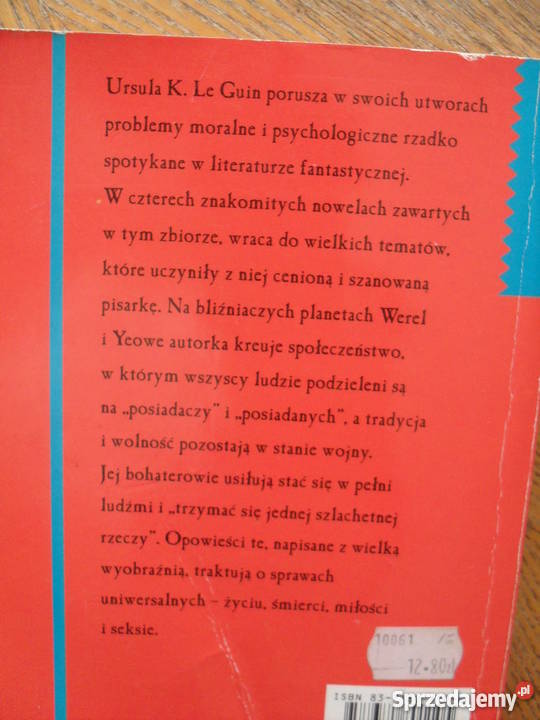 Ursula K. Le Guin porusza w swoich utworach
problemy moralne i psychologiczne rzadko
spotykane w literaturze fantastycznej.
W czterech znakomitych nowelach zawartych
w tym zbiorze, wraca do wielkich tematów,
które uczyniły z niej cenioną i szanowaną
pisarkę. Na bliźniaczych planetach Werel
i Yeowe autorka kreuje społeczeństwo,
w którym wszyscy ludzie podzieleni są
na „posiadaczy” i „posiadanych”, a tradycja
i wolność pozostają w stanie wojny.
Jej bohaterowie usiłują stać się w pełni
ludźmi i „trzymać się jednej szlachetnej
rzeczy”. Opowieści te, napisane z wielką
wyobraźnią, traktują o sprawach
uniwersalnych – życiu, śmierci, miłości
i seksie.
10061
12.80zł
ISBN 83-
Sprzedajemy.pl